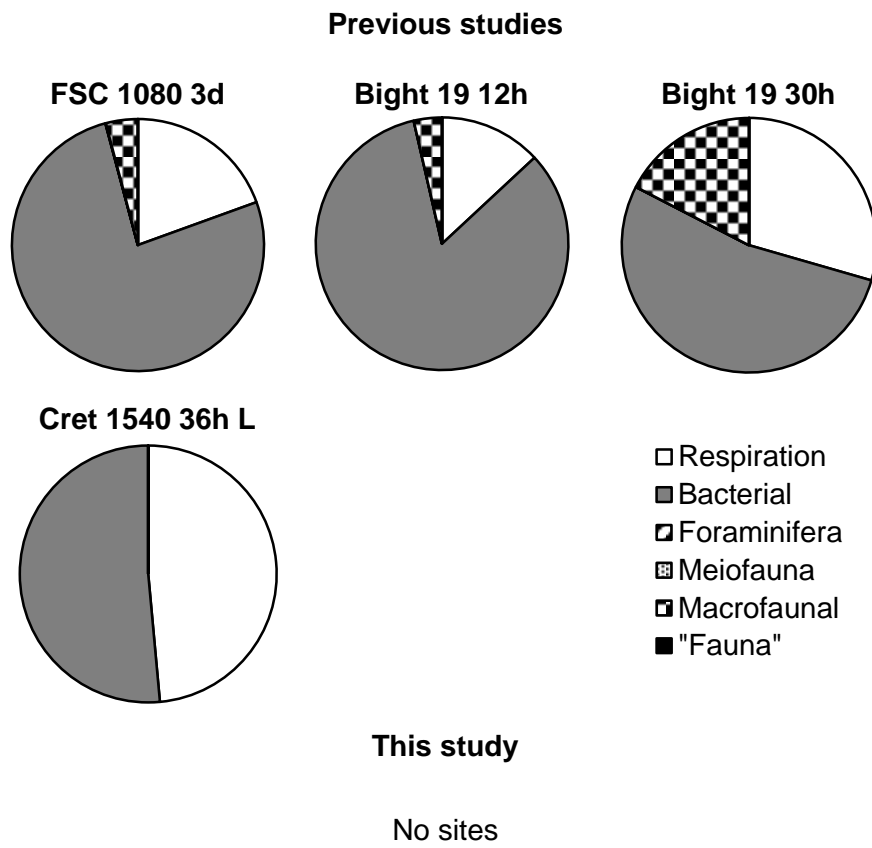 Previous studies
FSC 1080 3d
Bight 19 12h
Bight 19 30h
Cret 1540 36h L
Respiration
Bacterial
Foraminifera
Meiofauna
Macrofaunal
"Fauna"
This study
No sites